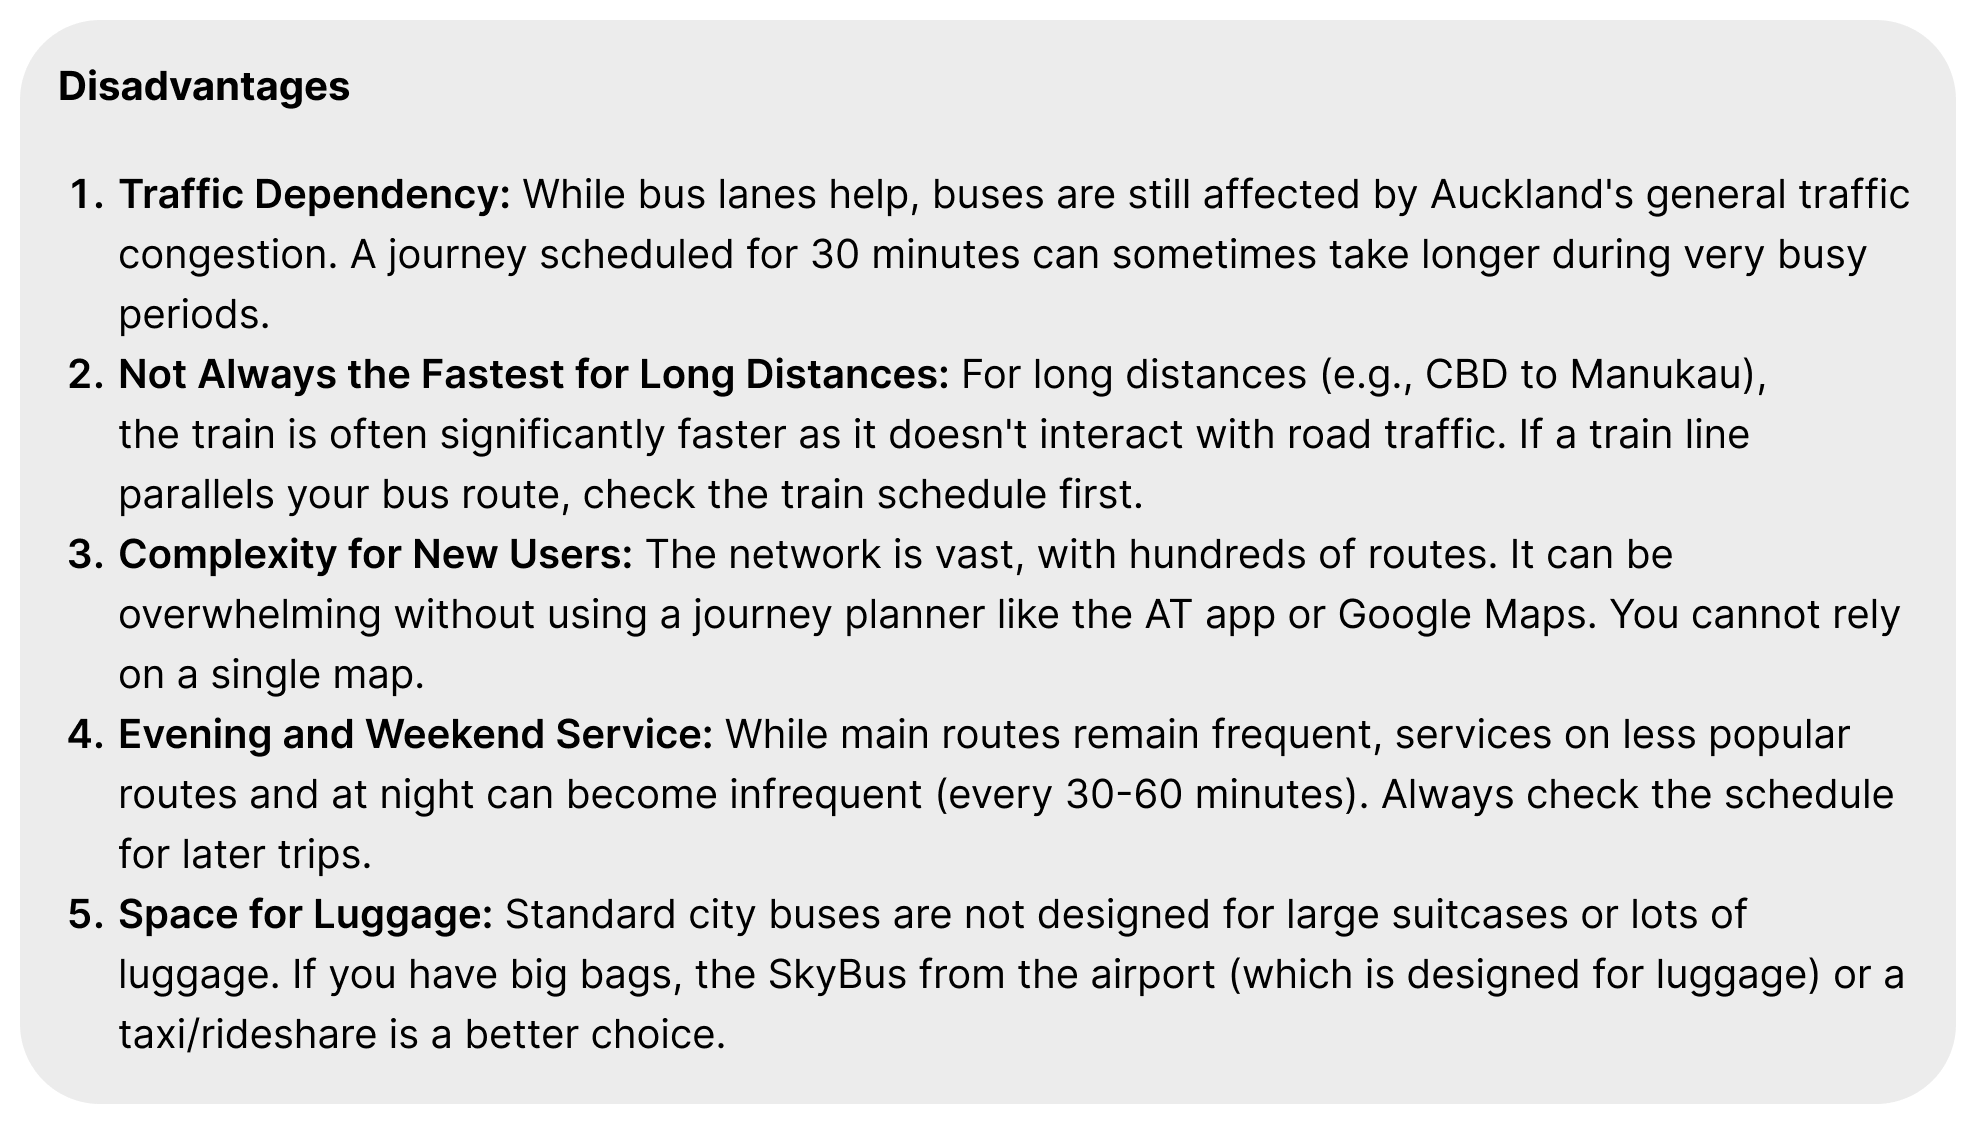 Disadvantages
1. Traffic Dependency: While bus lanes help, buses are still affected by Auckland's general traffic
congestion. A journey scheduled for 30 minutes can sometimes take longer during very busy
periods.
2. Not Always the Fastest for Long Distances: For long distances (e.g., CBD to Manukau),
the train is often significantly faster as it doesn't interact with road traffic. If a train line
parallels your bus route, check the train schedule first.
3. Complexity for New Users: The network is vast, with hundreds of routes. It can be
overwhelming without using a journey planner like the AT app or Google Maps. You cannot rely
on a single map.
4. Evening and Weekend Service: While main routes remain frequent, services on less popular
routes and at night can become infrequent (every 30-60 minutes). Always check the schedule
for later trips.
5. Space for Luggage: Standard city buses are not designed for large suitcases or lots of
luggage. If you have big bags, the SkyBus from the airport (which is designed for luggage) or a
taxi/rideshare is a better choice.